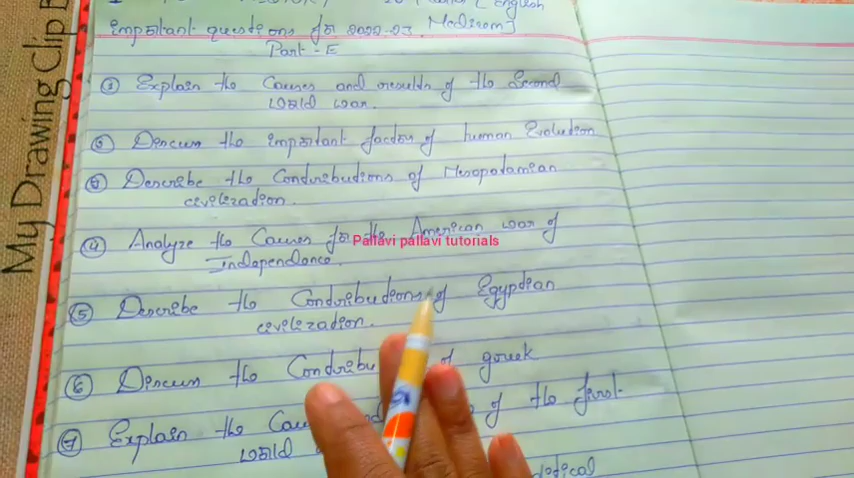 [English
Important questions for 2022-23. Medium]
Part-E
① Explain the Causes and results of the Second
World war.
② Discuss the important factors of human Evolution
③ Describe the Contributions of Mesopotamian
civilization.
④ Analyze the Causes for the American war of
Independence.
Pallavi pallavi tutorials
⑤ Describe the Contributions of Egyptian
civilization.
⑥ Discuss the of greek
⑦ Explain the of the first
World
My Drawing Clip